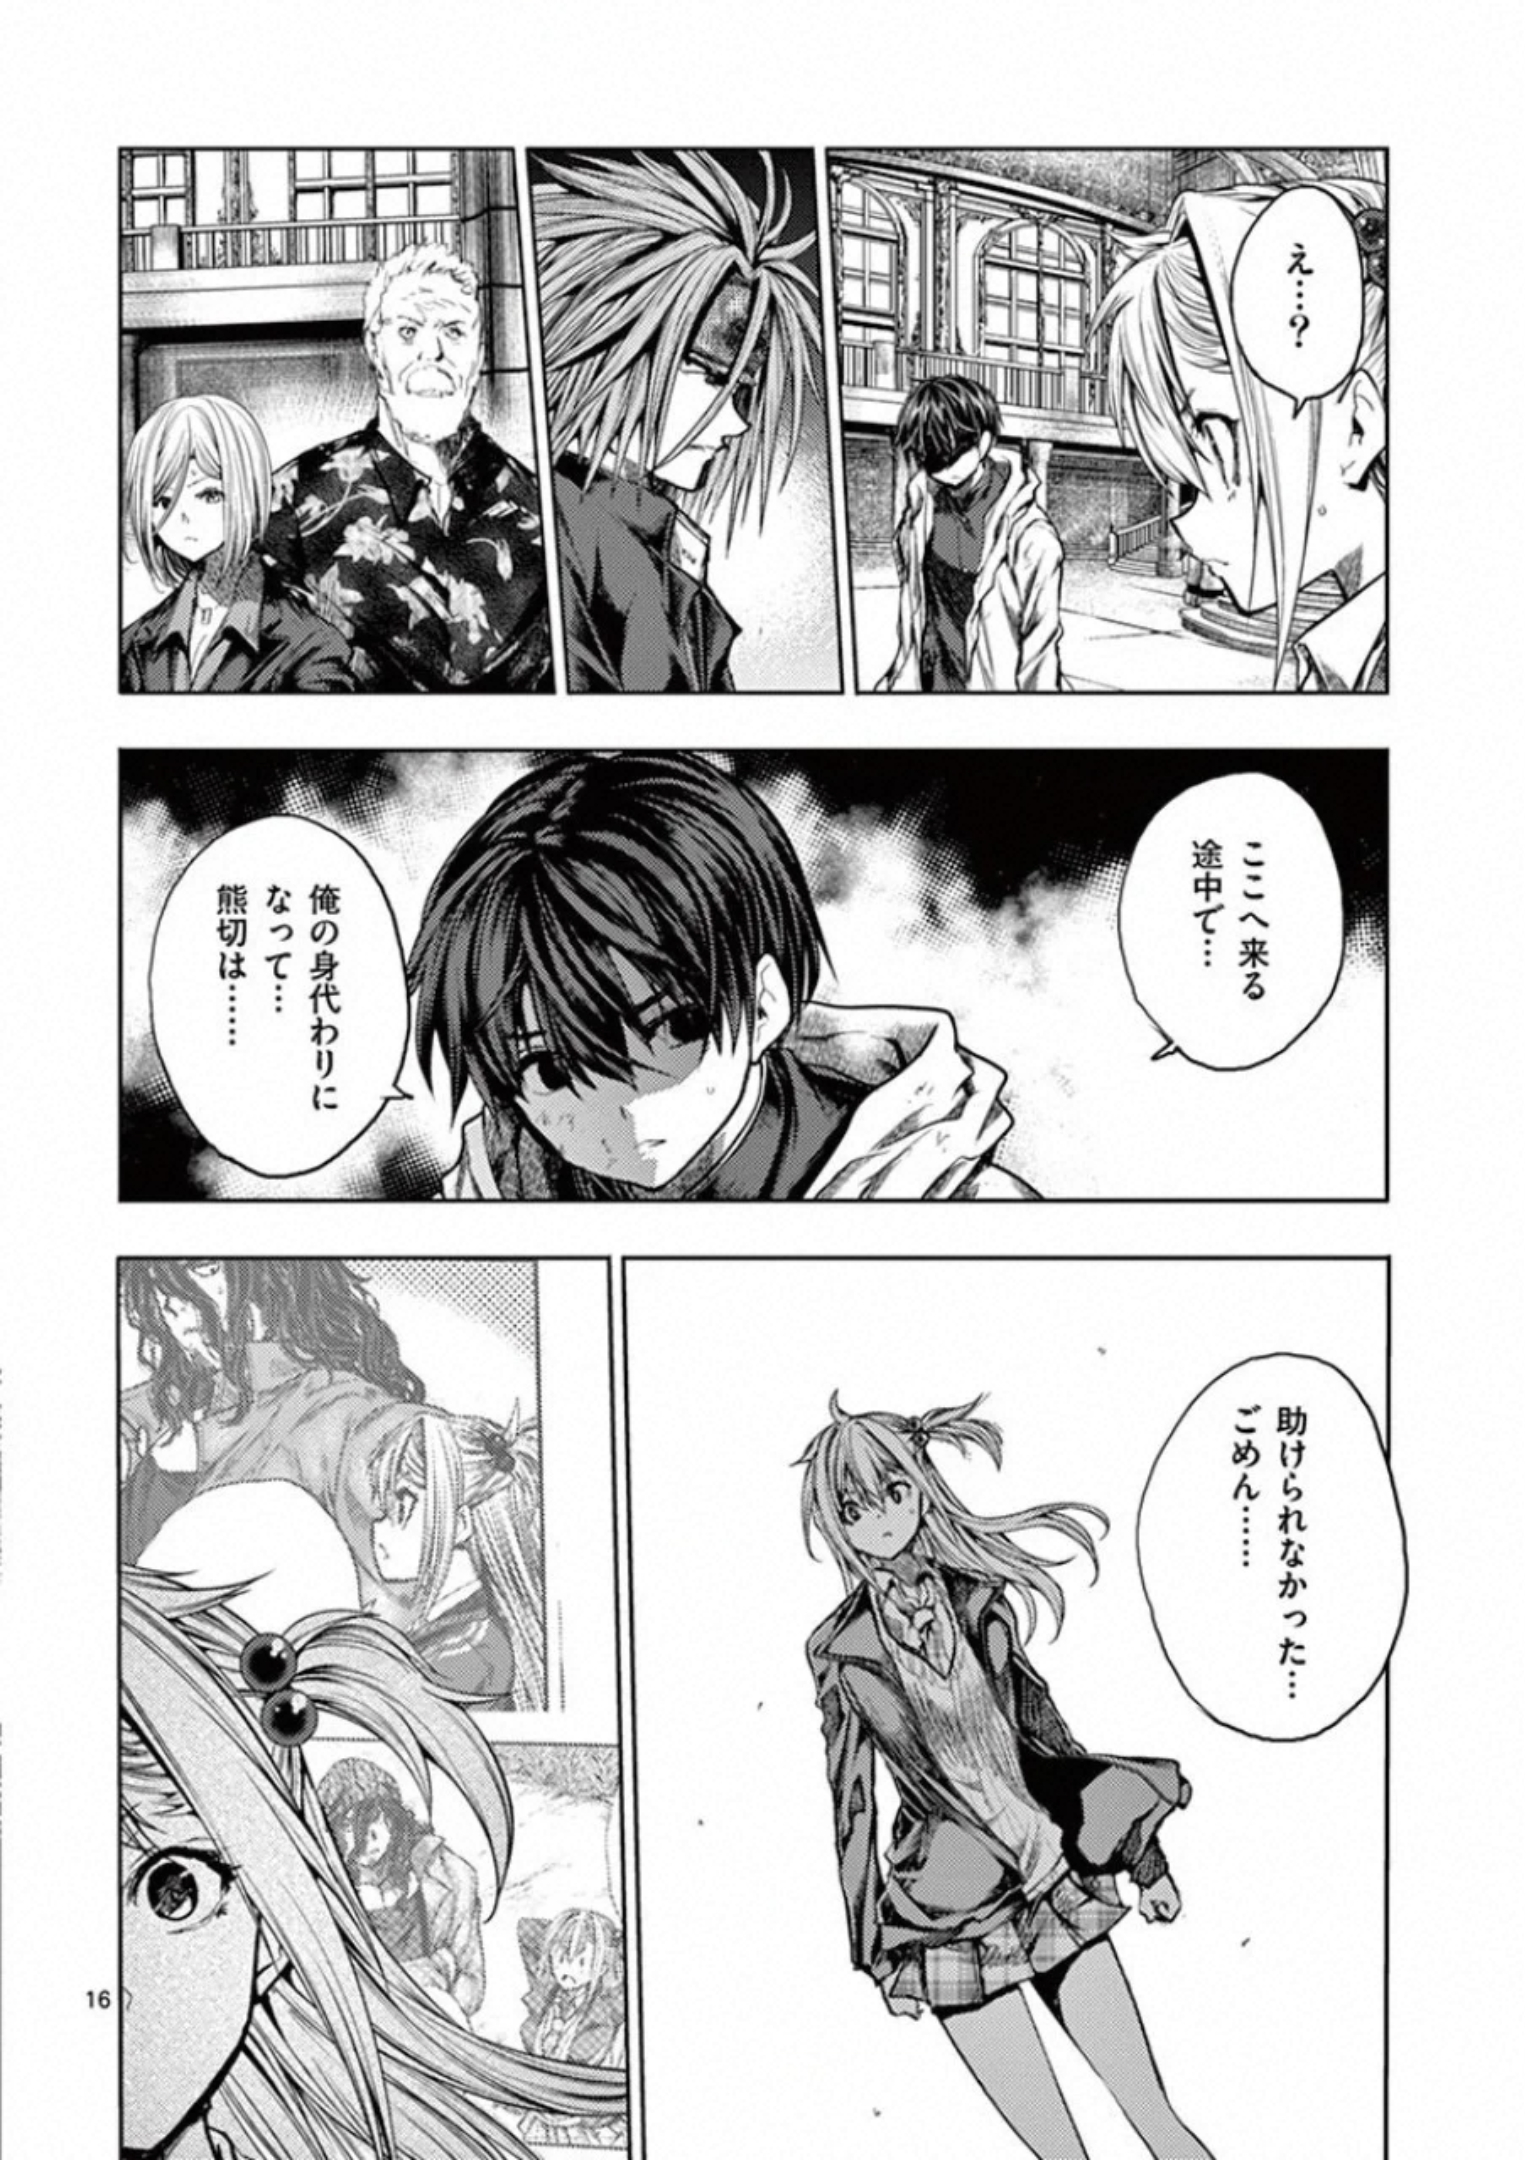 え…？
ここへ来る
途中で…
俺の身代わりに
なって…
熊切は……
助けられなかった…
ごめん……
16